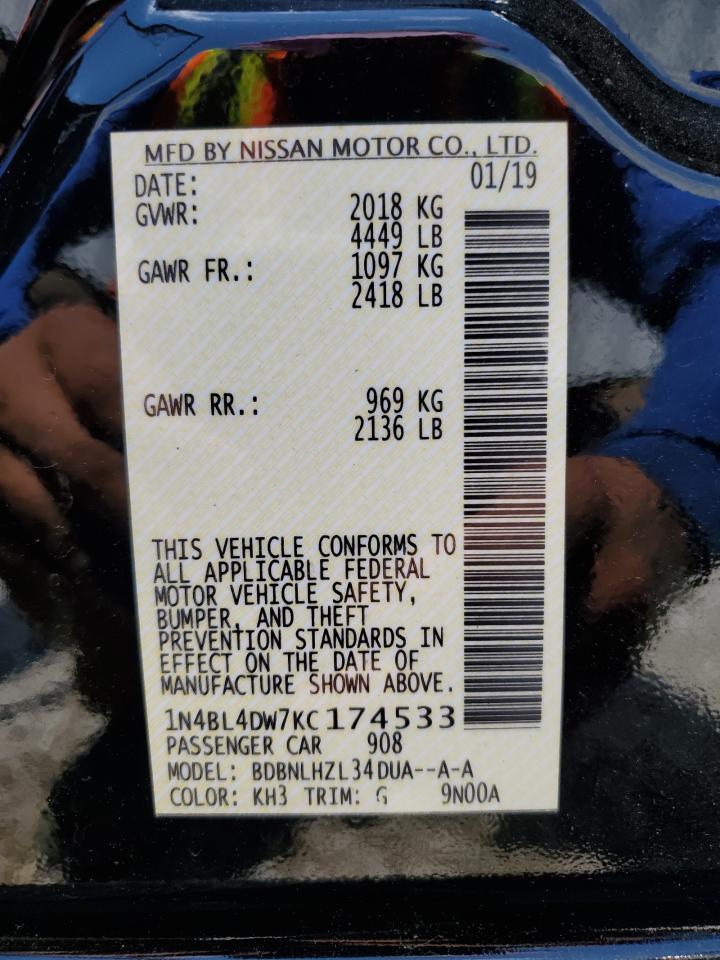 MFD BY NISSAN MOTOR CO., LTD.
DATE: 01/19
GVWR: 2018 KG
4449 LB
GAWR FR.: 1097 KG
2418 LB
GAWR RR.: 969 KG
2136 LB
THIS VEHICLE CONFORMS TO
ALL APPLICABLE FEDERAL
MOTOR VEHICLE SAFETY,
BUMPER, AND THEFT
PREVENTION STANDARDS IN
EFFECT ON THE DATE OF
MANUFACTURE SHOWN ABOVE.
1N4BL4DW7KC174533
PASSENGER CAR 908
MODEL: BDBNLHZL34DUA--A-A
COLOR: KH3 TRIM: G 9N00A